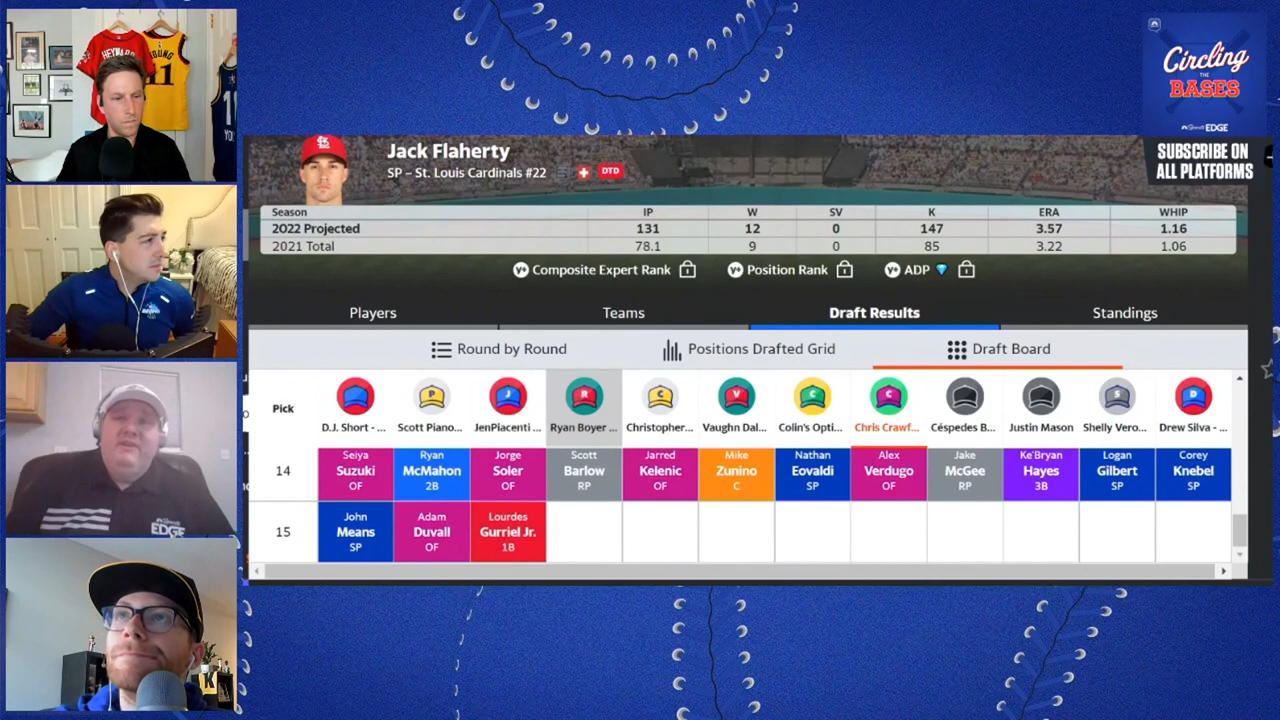 HEYWARD
YOUNG
11
EDGE
Circling
THE
BASES
EDGE
SUBSCRIBE ON
ALL PLATFORMS
Jack Flaherty
SP – St. Louis Cardinals #22 DTD
Season IP W SV K ERA WHIP
2022 Projected 131 12 0 147 3.57 1.16
2021 Total 78.1 9 0 85 3.22 1.06
Y+ Composite Expert Rank Y+ Position Rank Y+ ADP
Players Teams Draft Results Standings
Round by Round Positions Drafted Grid Draft Board
P J R C V C C S D
Pick D.J. Short - ... Scott Piano... JenPiacenti ... Ryan Boyer ... Christopher... Vaughn Dal... Colin's Opti... Chris Crawf... Céspedes B... Justin Mason Shelly Vero... Drew Silva - ...
Seiya Ryan Jorge Scott Jarred Mike Nathan Alex Jake Ke'Bryan Logan Corey
14 Suzuki McMahon Soler Barlow Kelenic Zunino Eovaldi Verdugo McGee Hayes Gilbert Knebel
OF 2B OF RP OF C SP OF RP 3B SP SP
John Adam Lourdes
15 Means Duvall Gurriel Jr.
SP OF 1B